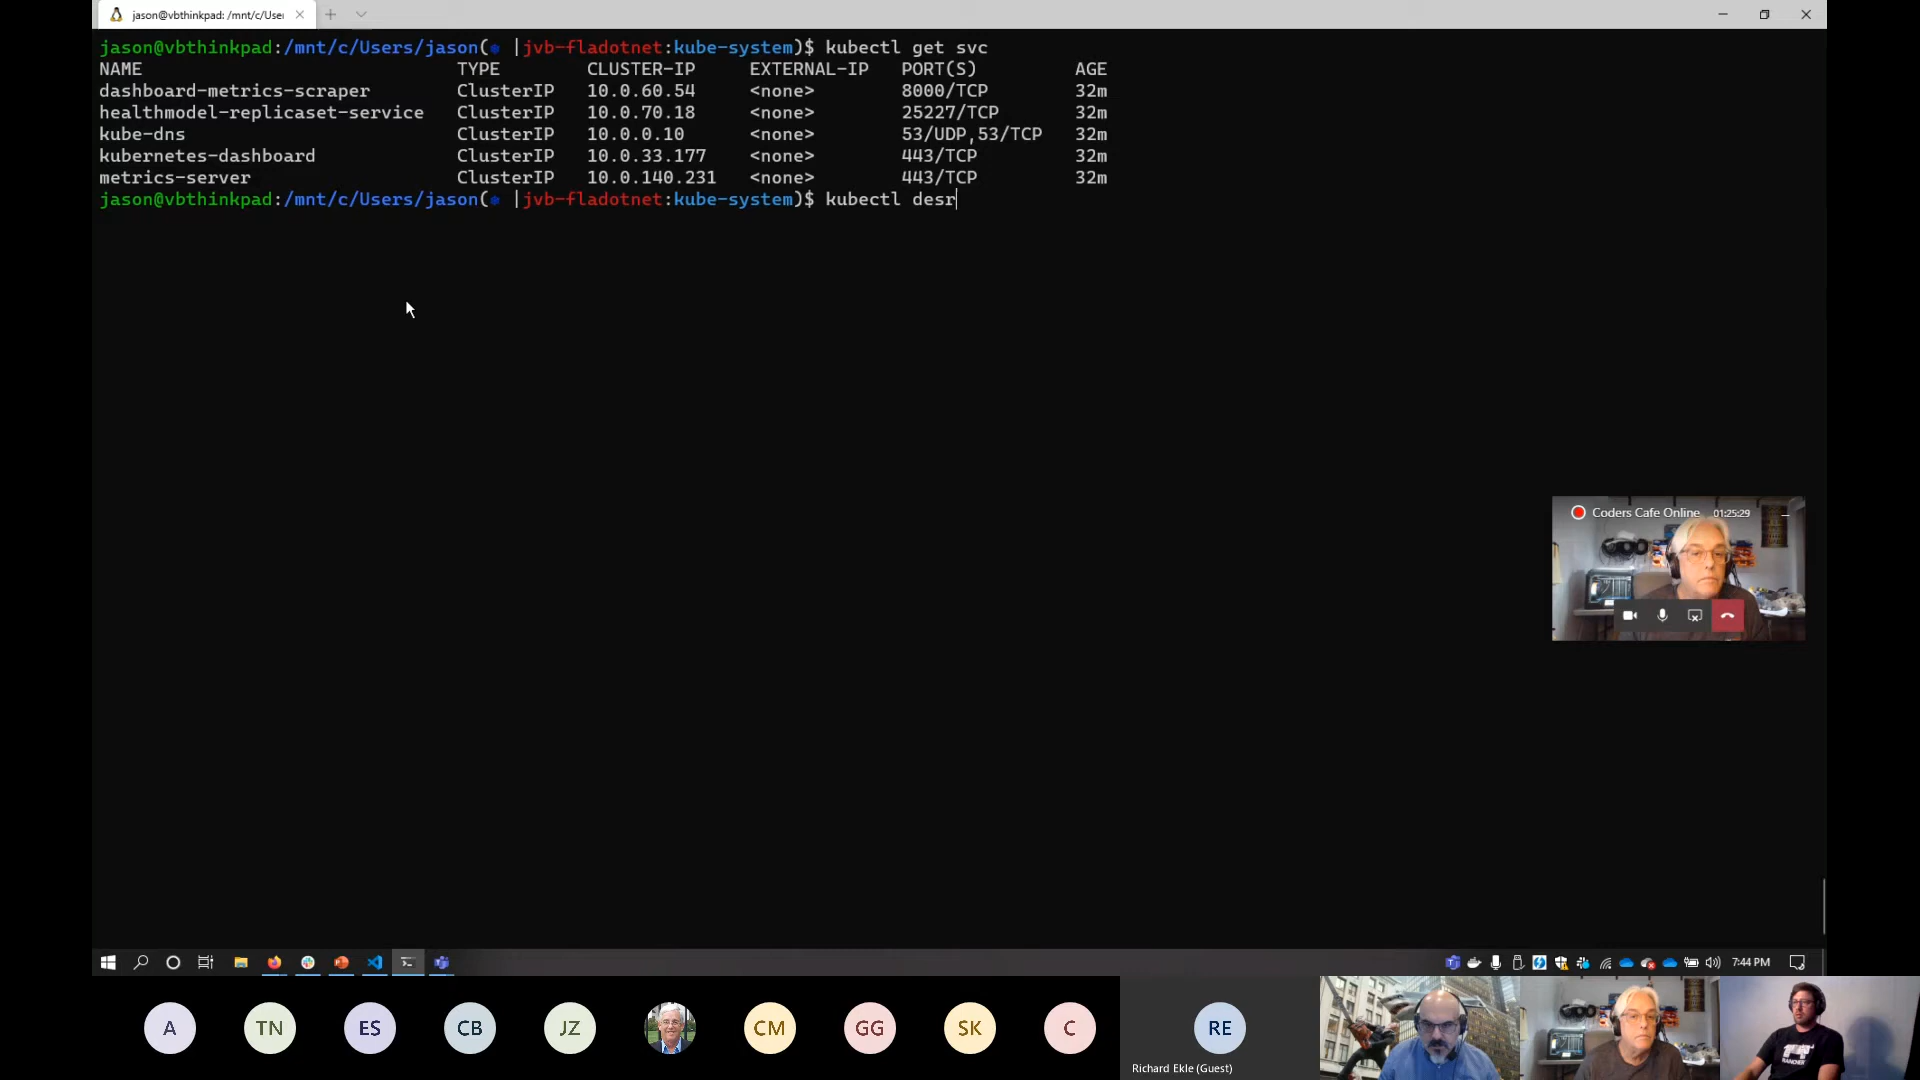 jason@vbthinkpad: /mnt/c/User
jason@vbthinkpad:/mnt/c/Users/jason(⎈ |jvb-fladotnet:kube-system)$ kubectl get svc
NAME TYPE CLUSTER-IP EXTERNAL-IP PORT(S) AGE
dashboard-metrics-scraper ClusterIP 10.0.60.54 <none> 8000/TCP 32m
healthmodel-replicaset-service ClusterIP 10.0.70.18 <none> 25227/TCP 32m
kube-dns ClusterIP 10.0.0.10 <none> 53/UDP,53/TCP 32m
kubernetes-dashboard ClusterIP 10.0.33.177 <none> 443/TCP 32m
metrics-server ClusterIP 10.0.140.231 <none> 443/TCP 32m
jason@vbthinkpad:/mnt/c/Users/jason(⎈ |jvb-fladotnet:kube-system)$ kubectl desr
Coders Cafe Online 01:25:29
7:44 PM
A TN ES CB JZ CM GG SK C RE
Richard Ekle (Guest)
RANCHER